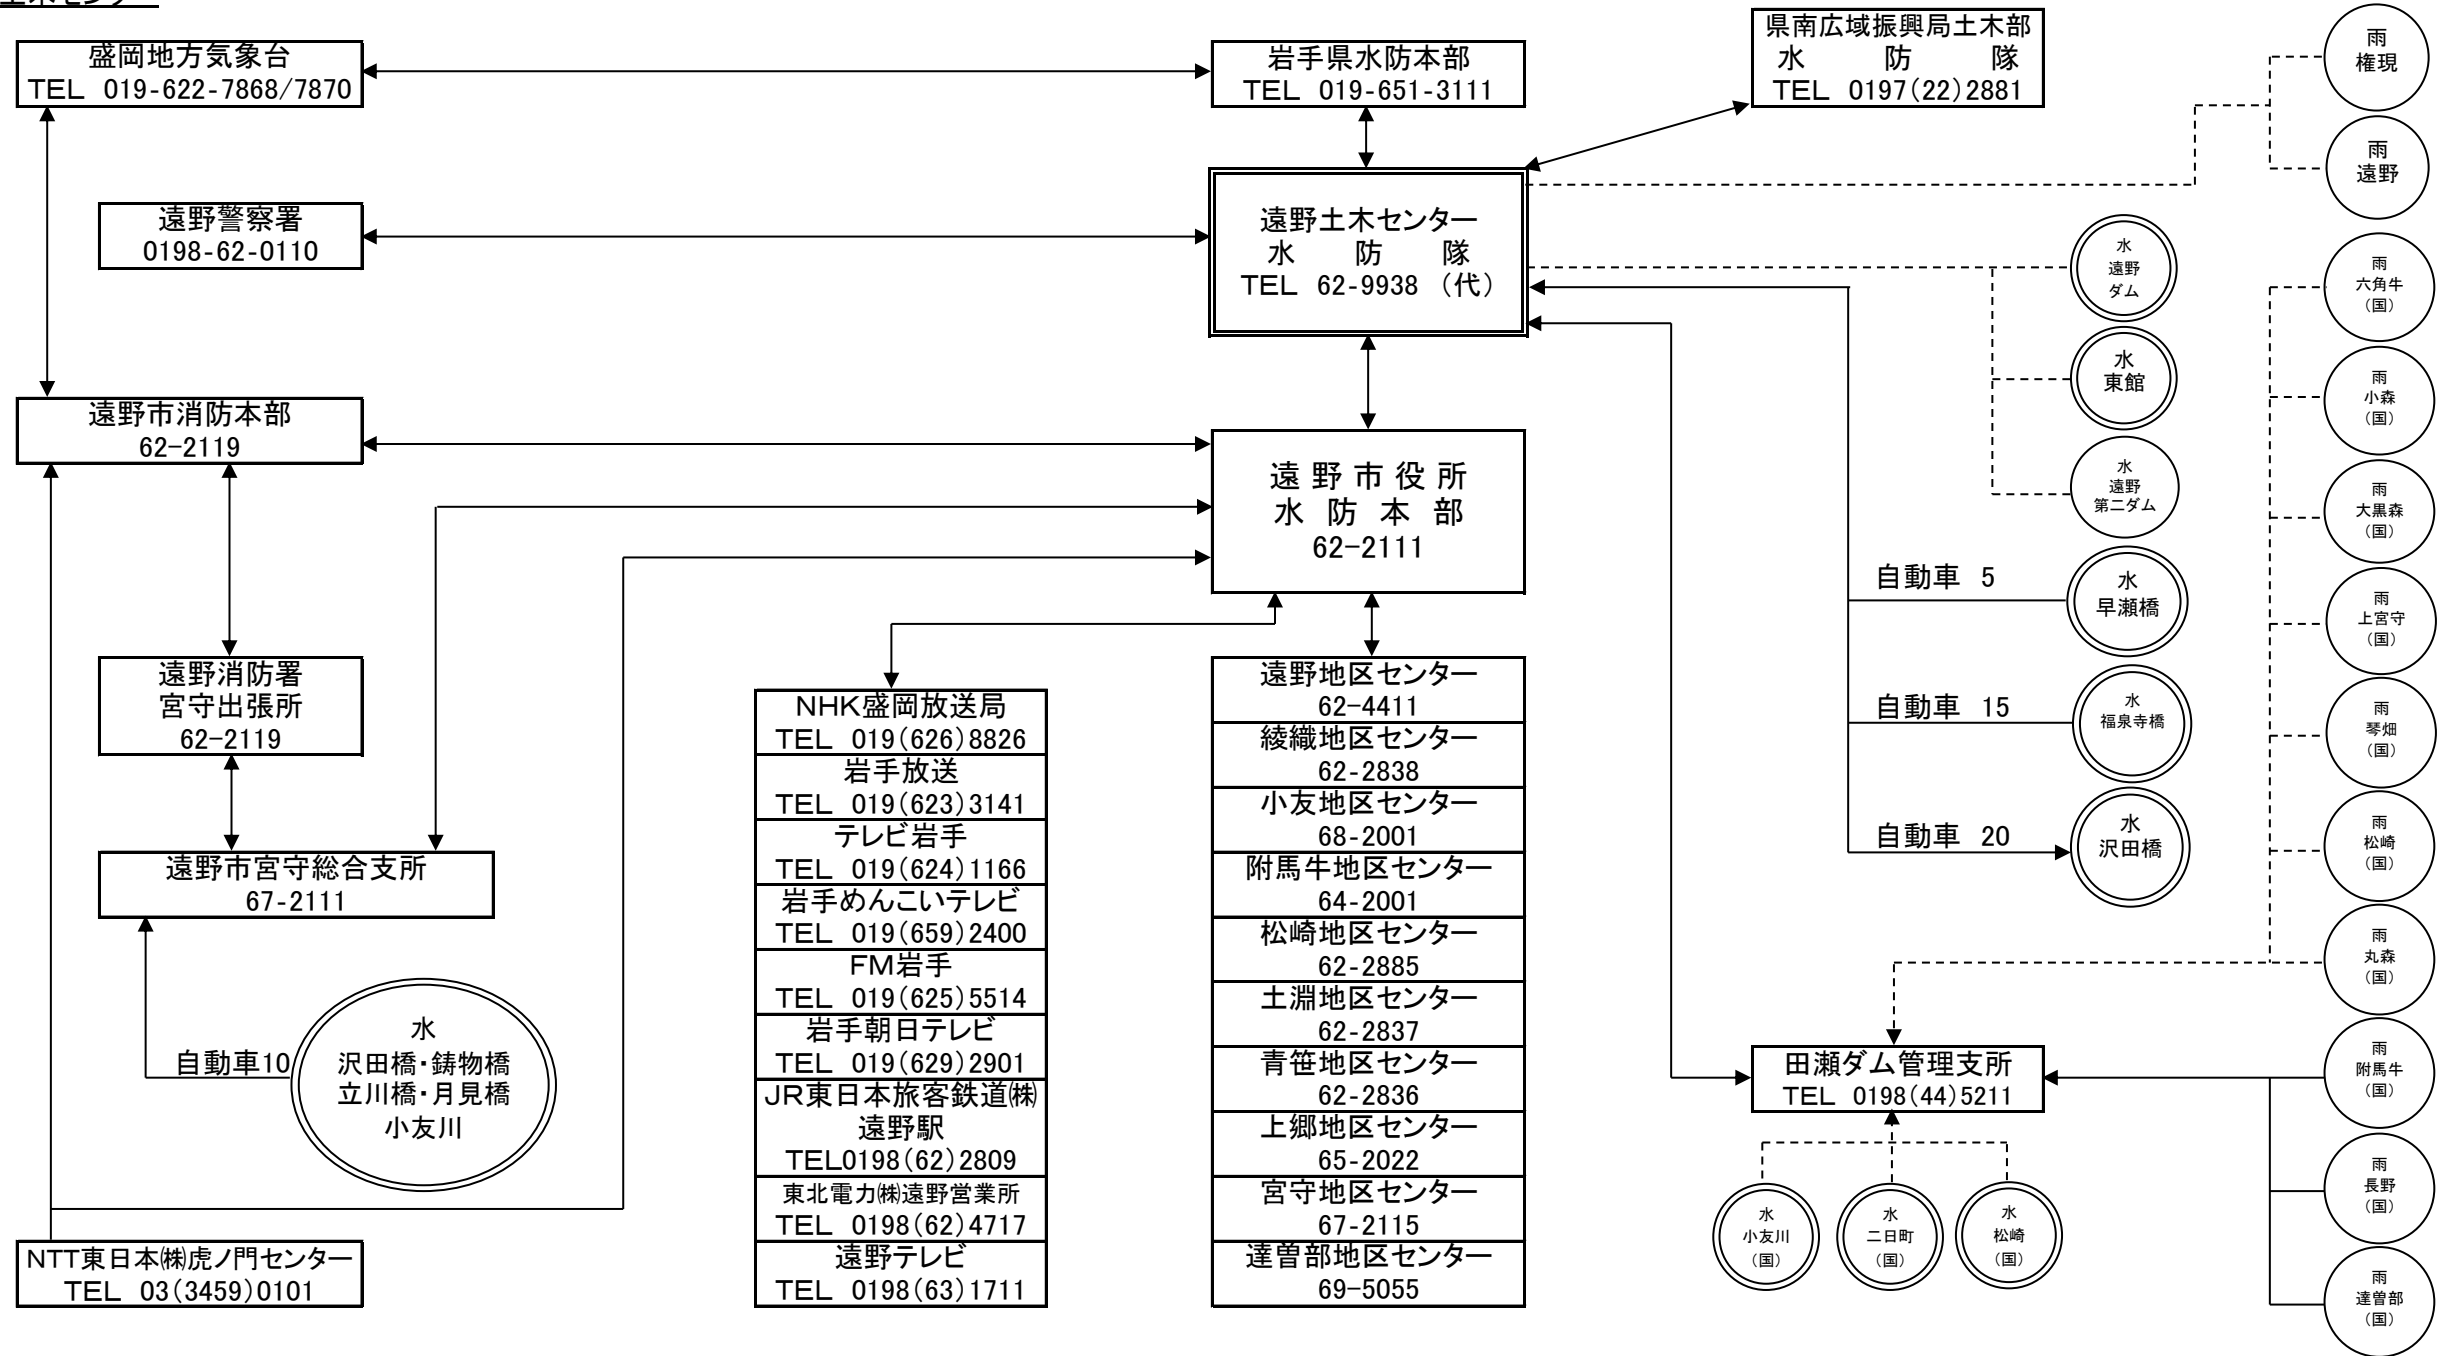 土木センター
盛岡地方気象台
TEL 019-622-7868/7870
岩手県水防本部
TEL 019-651-3111
県南広域振興局土木部
水 防 隊
TEL 0197(22)2881
雨
権現
雨
遠野
遠野警察署
0198-62-0110
遠野土木センター
水 防 隊
TEL 62-9938 (代)
水
遠野
ダム
水
東館
水
遠野
第二ダム
自動車 5
水
早瀬橋
自動車 15
水
福泉寺橋
自動車 20
水
沢田橋
雨
六角牛
(国)
雨
小森
(国)
雨
大黒森
(国)
雨
上宮守
(国)
雨
琴畑
(国)
雨
松崎
(国)
雨
丸森
(国)
雨
附馬牛
(国)
雨
長野
(国)
雨
達曽部
(国)
遠野市消防本部
62-2119
遠野市役所
水防本部
62-2111
遠野消防署
宮守出張所
62-2119
遠野市宮守総合支所
67-2111
自動車10
水
沢田橋・鋳物橋
立川橋・月見橋
小友川
NTT東日本㈱虎ノ門センター
TEL 03(3459)0101
NHK盛岡放送局
TEL 019(626)8826
岩手放送
TEL 019(623)3141
テレビ岩手
TEL 019(624)1166
岩手めんこいテレビ
TEL 019(659)2400
FM岩手
TEL 019(625)5514
岩手朝日テレビ
TEL 019(629)2901
JR東日本旅客鉄道㈱
遠野駅
TEL0198(62)2809
東北電力㈱遠野営業所
TEL 0198(62)4717
遠野テレビ
TEL 0198(63)1711
遠野地区センター
62-4411
綾織地区センター
62-2838
小友地区センター
68-2001
附馬牛地区センター
64-2001
松崎地区センター
62-2885
土淵地区センター
62-2837
青笹地区センター
62-2836
上郷地区センター
65-2022
宮守地区センター
67-2115
達曽部地区センター
69-5055
田瀬ダム管理支所
TEL 0198(44)5211
水
小友川
(国)
水
二日町
(国)
水
松崎
(国)